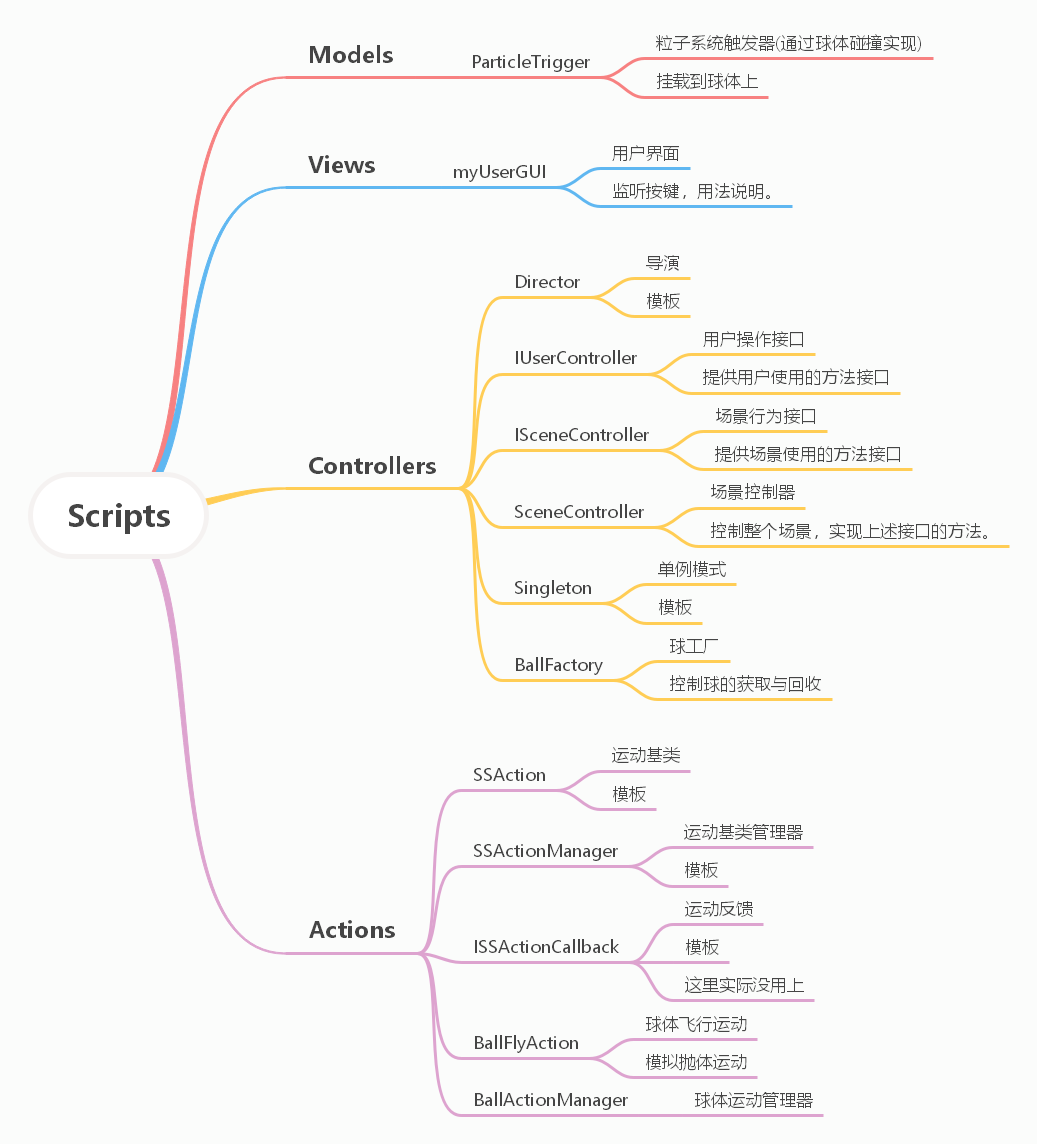 Scripts
Models
ParticleTrigger
粒子系统触发器(通过球体碰撞实现)
挂载到球体上
Views
myUserGUI
用户界面
监听按键，用法说明。
Controllers
Director
导演
模板
IUserController
用户操作接口
提供用户使用的方法接口
ISceneController
场景行为接口
提供场景使用的方法接口
SceneController
场景控制器
控制整个场景，实现上述接口的方法。
Singleton
单例模式
模板
BallFactory
球工厂
控制球的获取与回收
Actions
SSAction
运动基类
模板
SSActionManager
运动基类管理器
模板
ISSActionCallback
运动反馈
模板
这里实际没用上
BallFlyAction
球体飞行运动
模拟抛体运动
BallActionManager
球体运动管理器